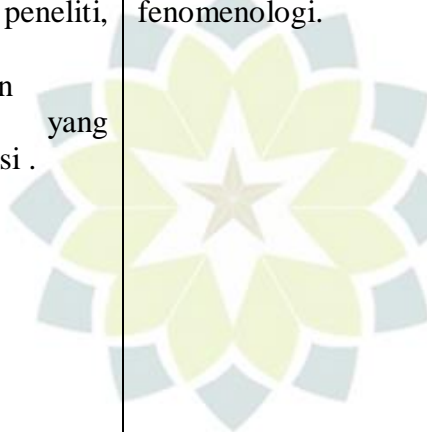 peneliti, fenomenologi.
n
yang
si .